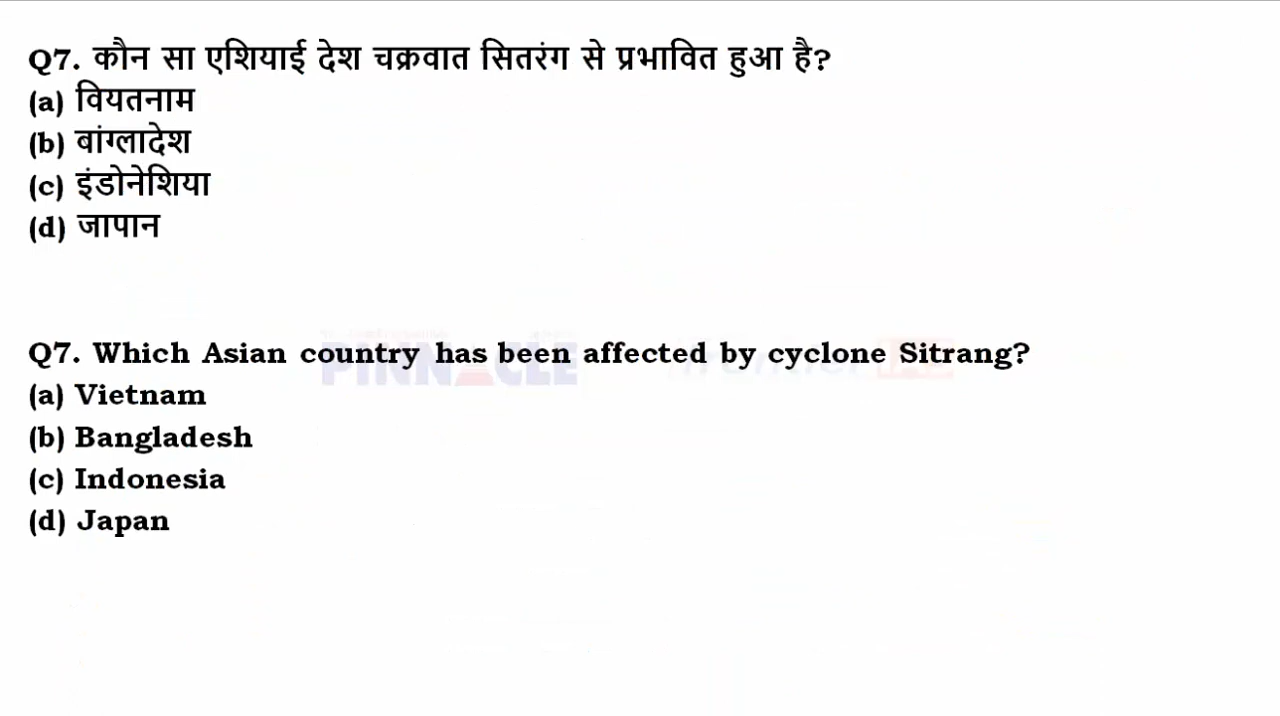 Q7. कौन सा एशियाई देश चक्रवात सितरंग से प्रभावित हुआ है?
(a) वियतनाम
(b) बांग्लादेश
(c) इंडोनेशिया
(d) जापान
Q7. Which Asian country has been affected by cyclone Sitrang?
PINNACLE
(a) Vietnam
(b) Bangladesh
(c) Indonesia
(d) Japan